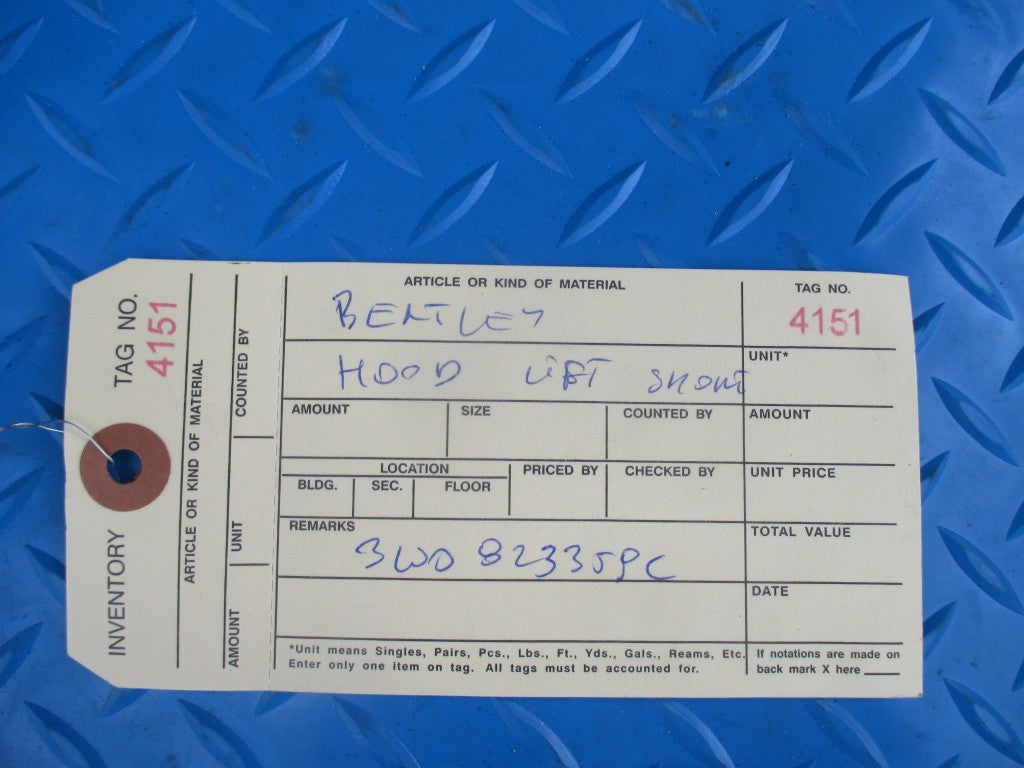 TAG NO.
4151
INVENTORY
ARTICLE OR KIND OF MATERIAL
COUNTED BY
UNIT
AMOUNT
ARTICLE OR KIND OF MATERIAL
BENTLEY
TAG NO.
4151
HOOD LIFT SHOCK
UNIT*
AMOUNT SIZE COUNTED BY AMOUNT
LOCATION PRICED BY CHECKED BY UNIT PRICE
BLDG. SEC. FLOOR
REMARKS
3W0 823359C
TOTAL VALUE
DATE
*Unit means Singles, Pairs, Pcs., Lbs., Ft., Yds., Gals., Reams, Etc.
Enter only one item on tag. All tags must be accounted for.
If notations are made on
back mark X here